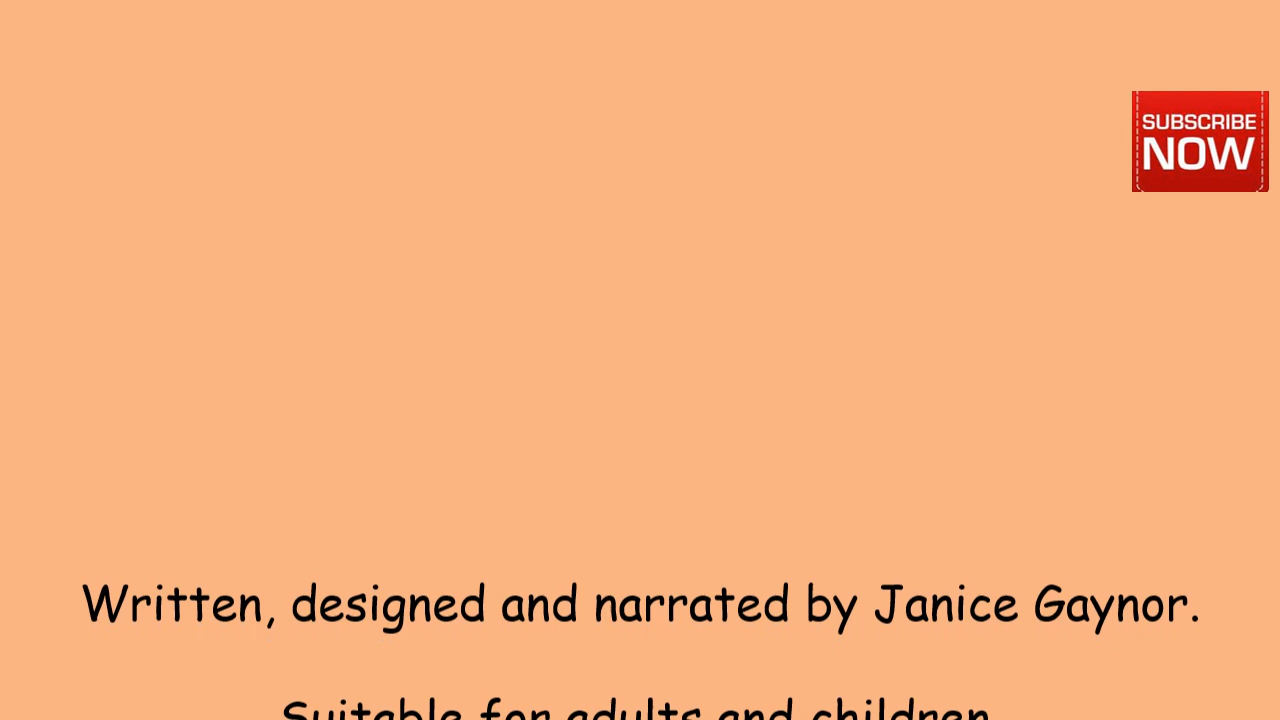 SUBSCRIBE
NOW
Written, designed and narrated by Janice Gaynor.
Suitable for adults and children